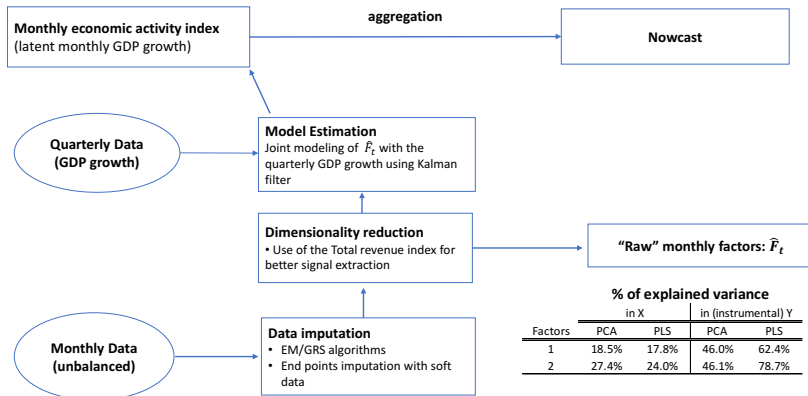 Monthly economic activity index
(latent monthly GDP growth)
aggregation
Nowcast
Quarterly Data
(GDP growth)
Model Estimation
Joint modeling of F̂t with the
quarterly GDP growth using Kalman
filter
Dimensionality reduction
• Use of the Total revenue index for
better signal extraction
"Raw" monthly factors: F̂t
Monthly Data
(unbalanced)
Data imputation
• EM/GRS algorithms
• End points imputation with soft
data
% of explained variance
in X in (instrumental) Y
Factors PCA PLS PCA PLS
1 18.5% 17.8% 46.0% 62.4%
2 27.4% 24.0% 46.1% 78.7%